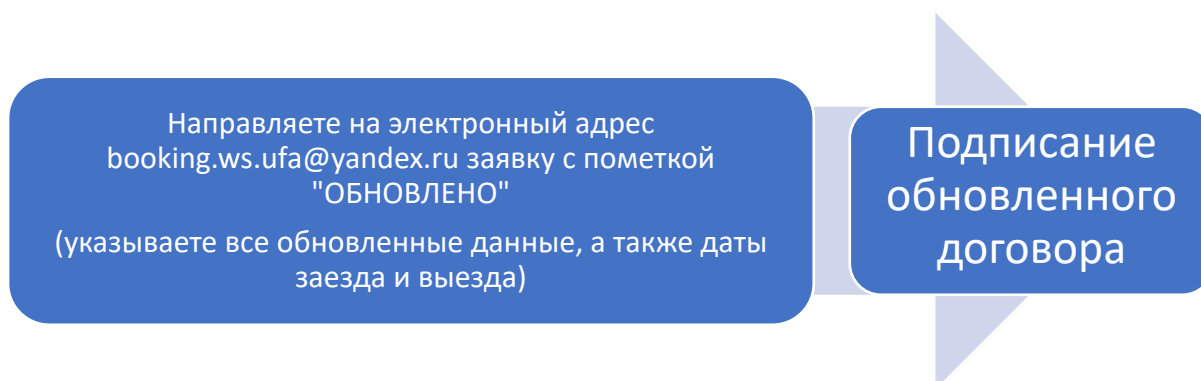 Направляете на электронный адрес
booking.ws.ufa@yandex.ru заявку с пометкой
"ОБНОВЛЕНО"
(указываете все обновленные данные, а также даты
заезда и выезда)
Подписание
обновленного
договора